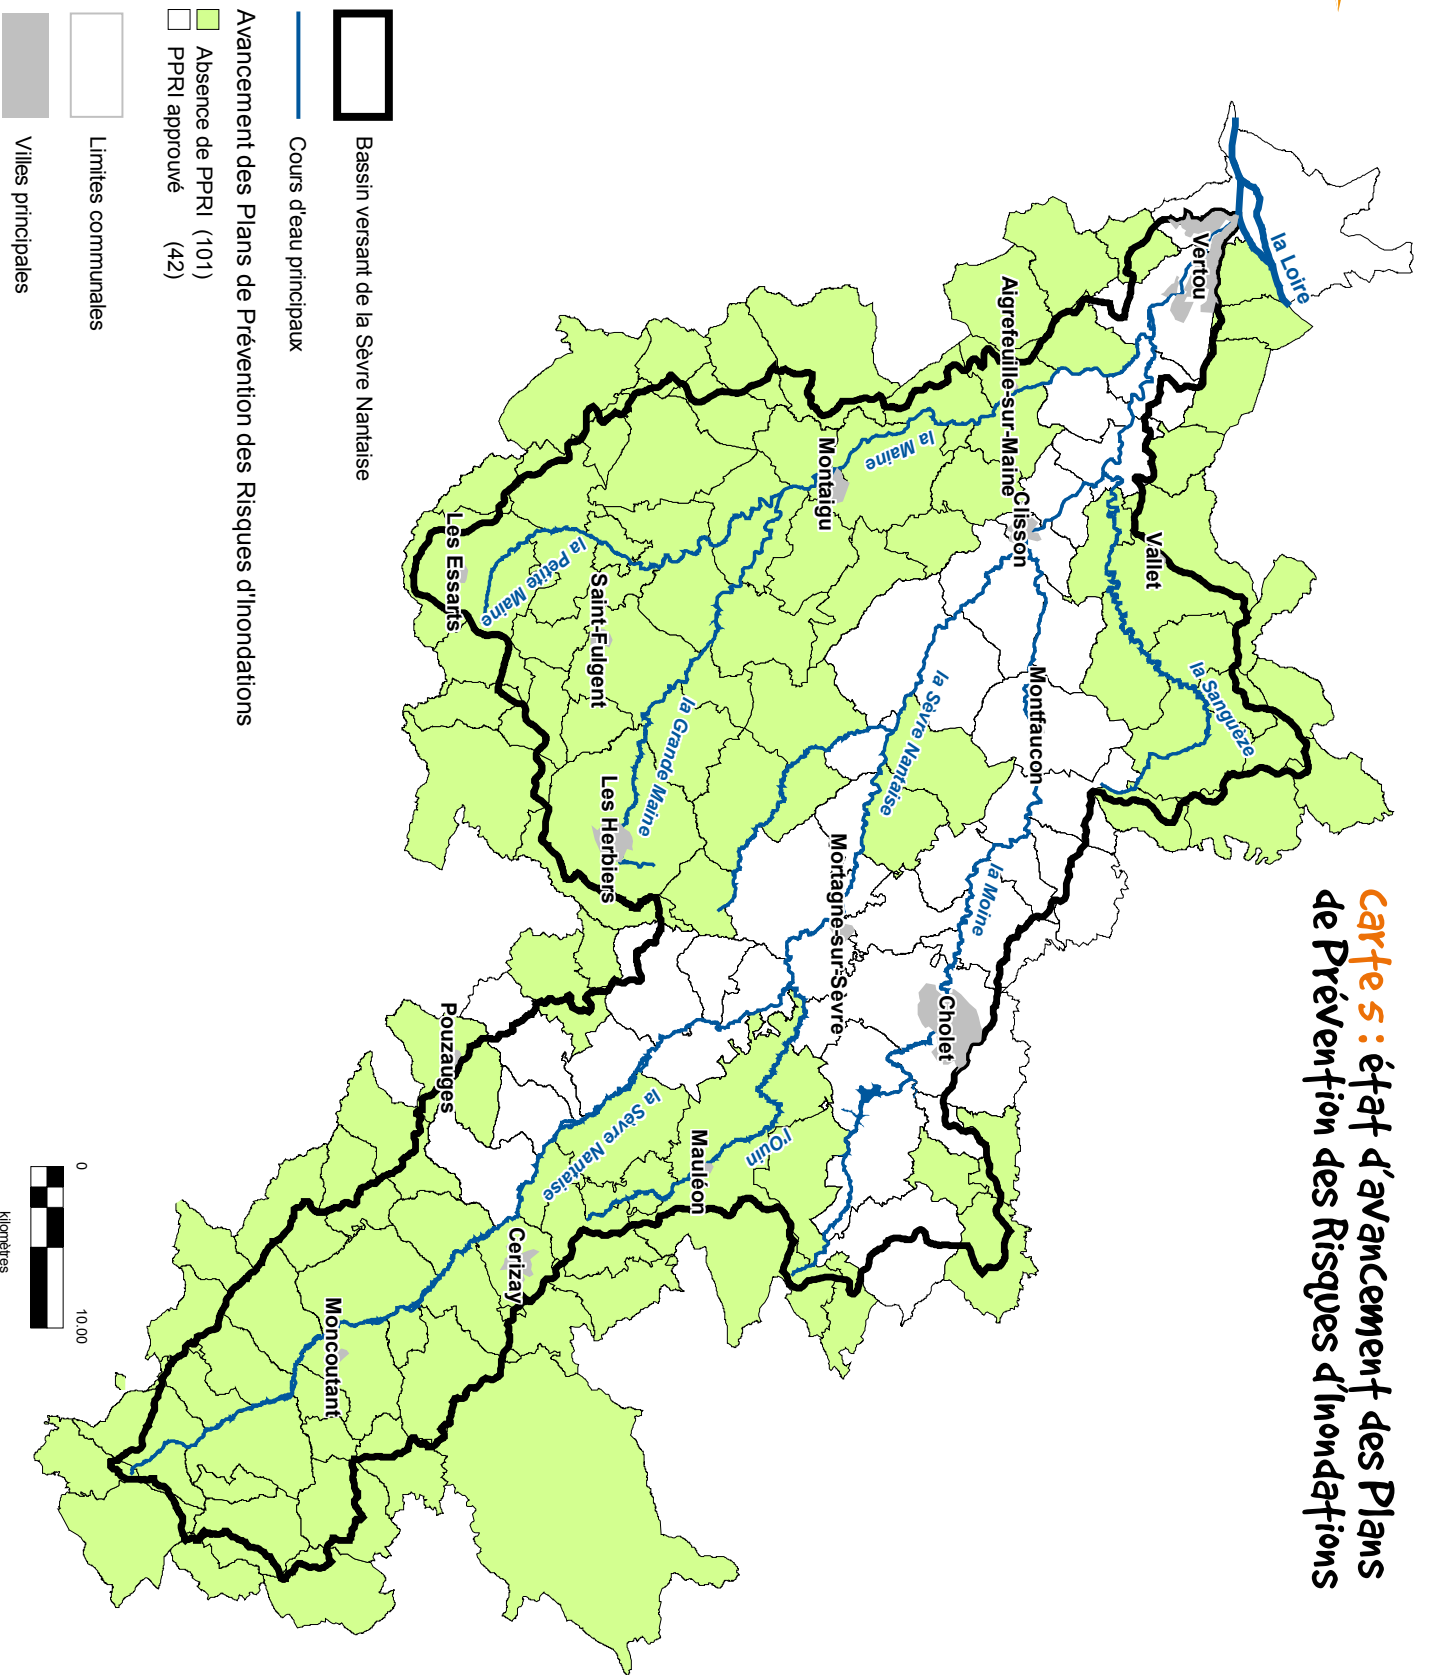 Carte 5 : état d'avancement des Plans
de Prévention des Risques d'Inondations
la Loire
Vertou
Vallet
la Sanguèze
Aigrefeuille-sur-Maine
Clisson
Montfaucon
la Maine
Montaigu
la Sèvre Nantaise
la Moine
Cholet
Mortagne-sur-Sèvre
la Petite Maine
Saint-Fulgent
la Grande Maine
Les Herbiers
Les Essarts
Pouzauges
la Sèvre Nantaise
l'Ouin
Mauléon
Cerizay
Moncoutant
Bassin versant de la Sèvre Nantaise
Cours d'eau principaux
Avancement des Plans de Prévention des Risques d'Inondations
Absence de PPRI (101)
PPRI approuvé (42)
Limites communales
Villes principales
0 10.00
kilomètres